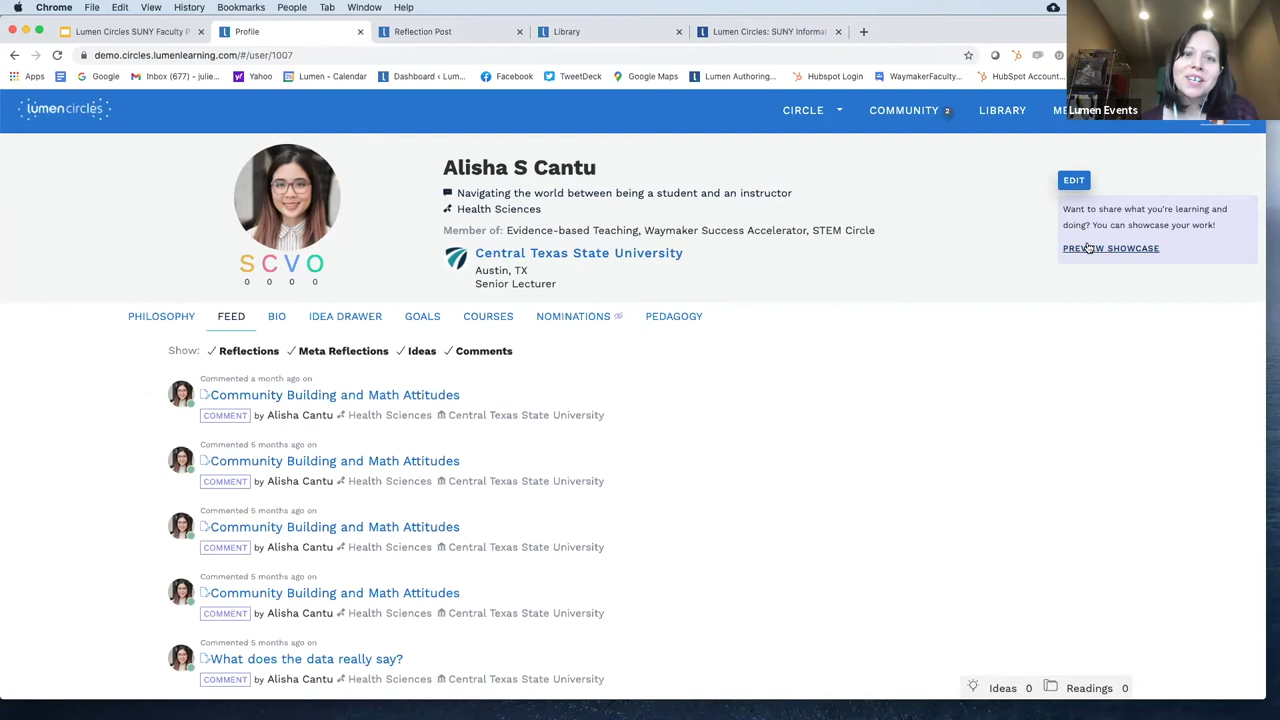 Chrome File Edit View History Bookmarks People Tab Window Help
Lumen Circles SUNY Faculty P
Profile
Reflection Post
Library
Lumen Circles: SUNY Informa
demo.circles.lumenlearning.com/#/user/1007
Apps Google Inbox (677) - julie... Yahoo Lumen - Calendar Dashboard ‹ Lum... Facebook TweetDeck Google Maps Lumen Authoring... Hubspot Login WaymakerFaculty... HubSpot Account...
lumen circles
CIRCLE COMMUNITY 2 LIBRARY ME
Lumen Events
Alisha S Cantu
Navigating the world between being a student and an instructor
Health Sciences
Member of: Evidence-based Teaching, Waymaker Success Accelerator, STEM Circle
Central Texas State University
Austin, TX
Senior Lecturer
S C V O
0 0 0 0
EDIT
Want to share what you're learning and
doing? You can showcase your work!
PREVIEW SHOWCASE
PHILOSOPHY FEED BIO IDEA DRAWER GOALS COURSES NOMINATIONS PEDAGOGY
Show: ✓ Reflections ✓ Meta Reflections ✓ Ideas ✓ Comments
Commented a month ago on
Community Building and Math Attitudes
COMMENT by Alisha Cantu Health Sciences Central Texas State University
Commented 5 months ago on
Community Building and Math Attitudes
COMMENT by Alisha Cantu Health Sciences Central Texas State University
Commented 5 months ago on
Community Building and Math Attitudes
COMMENT by Alisha Cantu Health Sciences Central Texas State University
Commented 5 months ago on
Community Building and Math Attitudes
COMMENT by Alisha Cantu Health Sciences Central Texas State University
Commented 5 months ago on
What does the data really say?
COMMENT by Alisha Cantu Health Sciences Central Texas State University
Ideas 0 Readings 0